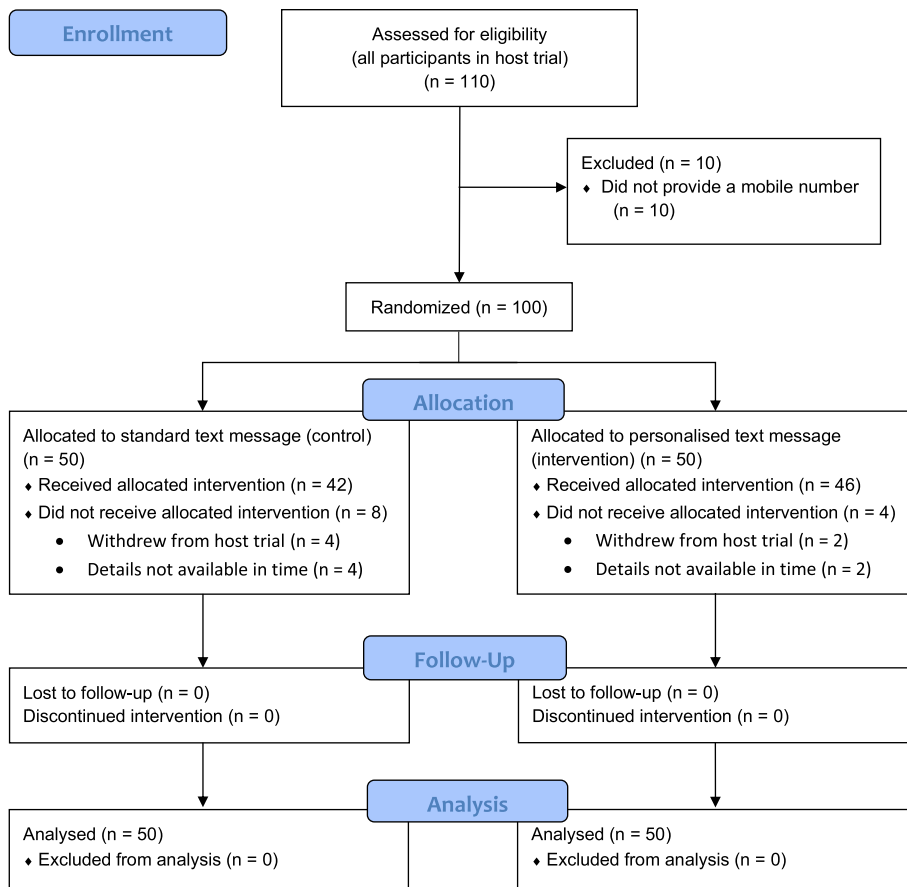 Enrollment
Assessed for eligibility
(all participants in host trial)
(n = 110)
Excluded (n = 10)
♦ Did not provide a mobile number
(n = 10)
Randomized (n = 100)
Allocation
Allocated to standard text message (control)
(n = 50)
♦ Received allocated intervention (n = 42)
♦ Did not receive allocated intervention (n = 8)
● Withdrew from host trial (n = 4)
● Details not available in time (n = 4)
Allocated to personalised text message
(intervention) (n = 50)
♦ Received allocated intervention (n = 46)
♦ Did not receive allocated intervention (n = 4)
● Withdrew from host trial (n = 2)
● Details not available in time (n = 2)
Follow-Up
Lost to follow-up (n = 0)
Discontinued intervention (n = 0)
Lost to follow-up (n = 0)
Discontinued intervention (n = 0)
Analysis
Analysed (n = 50)
♦ Excluded from analysis (n = 0)
Analysed (n = 50)
♦ Excluded from analysis (n = 0)